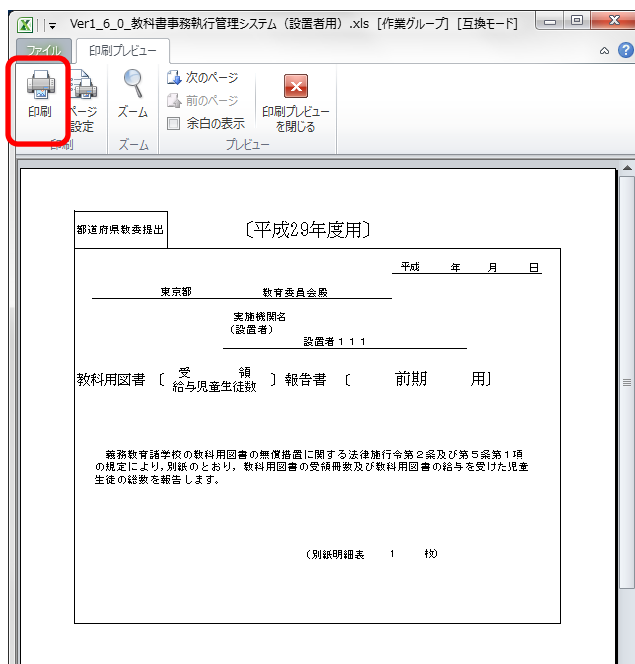 Ver1_6_0_教科書事務執行管理システム（設置者用）.xls [作業グループ] [互換モード]
ファイル 印刷プレビュー
印刷 ページ設定 ズーム 次のページ 前のページ 余白の表示 印刷プレビューを閉じる
印刷 ズーム プレビュー
都道府県教委提出 〔平成29年度用〕
平成 年 月 日
東京都 教育委員会殿
実施機関名
（設置者）
設置者１１１
教科用図書 〔 受 領
給与児童生徒数 〕報告書 〔 前期 用〕
義務教育諸学校の教科用図書の無償措置に関する法律施行令第２条及び第５条第１項
の規定により，別紙のとおり，教科用図書の受領冊数及び教科用図書の給与を受けた児童
生徒の総数を報告します。
（別紙明細表 1 枚）